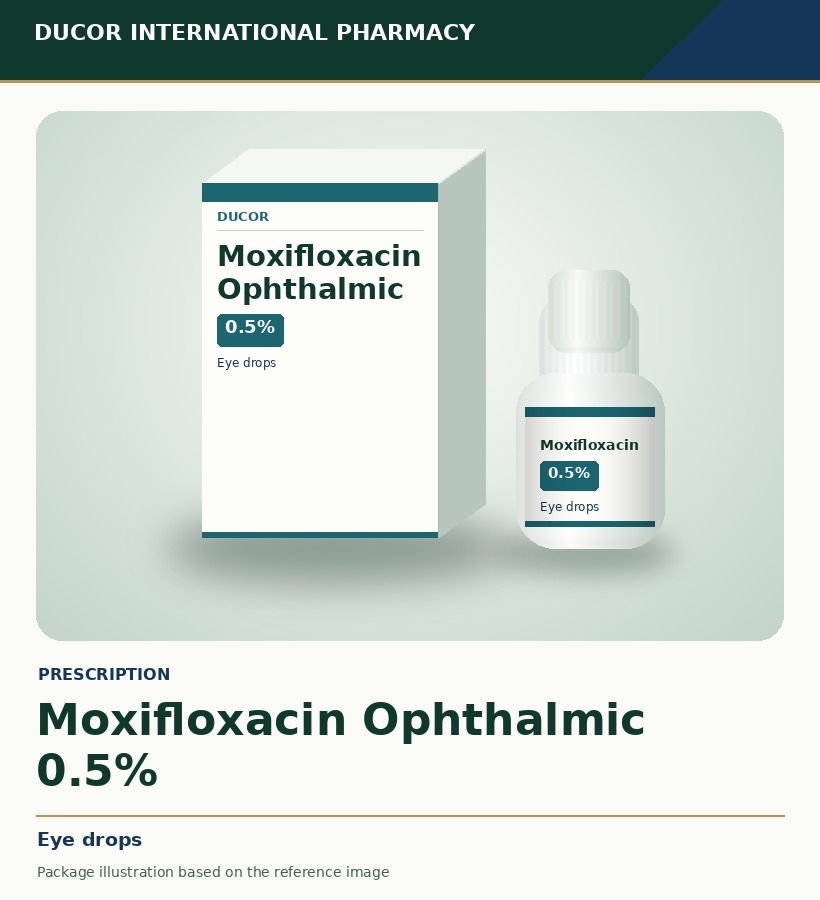 DUCOR INTERNATIONAL PHARMACY
DUCOR
Moxifloxacin
Ophthalmic
0.5%
Eye drops
Moxifloxacin
0.5%
Eye drops
PRESCRIPTION
Moxifloxacin Ophthalmic
0.5%
Eye drops
Package illustration based on the reference image